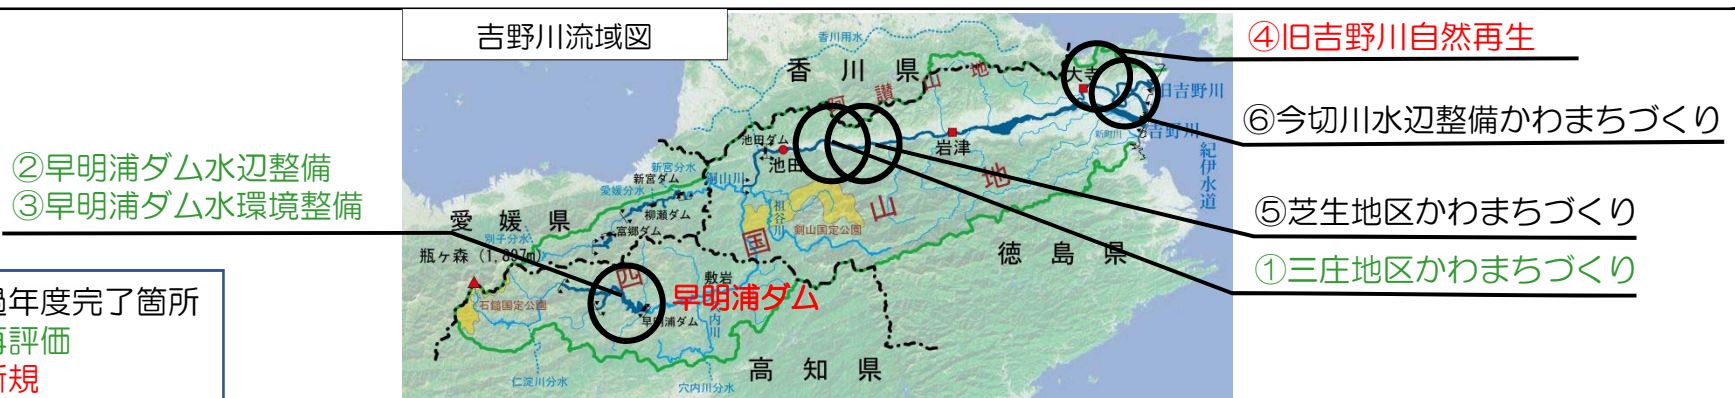 吉野川流域図
④旧吉野川自然再生
⑥今切川水辺整備かわまちづくり
⑤芝生地区かわまちづくり
①三庄地区かわまちづくり
②早明浦ダム水辺整備
③早明浦ダム水環境整備
過年度完了箇所
再評価
新規
香川用水
香川県
阿讃山地
大寺
旧吉野川
吉野川
新町川
紀伊水道
池田ダム
池田
岩津
新宮分水
新宮ダム
愛媛分水
銅山川
柳瀬ダム
富郷ダム
別子分水
愛媛県
瓶ヶ森（1,897m）
祖谷川
剣山国定公園
四国山地
徳島県
敷岩
石鎚国定公園
早明浦ダム
早明浦ダム
高知県
仁淀川分水
穴内川分水